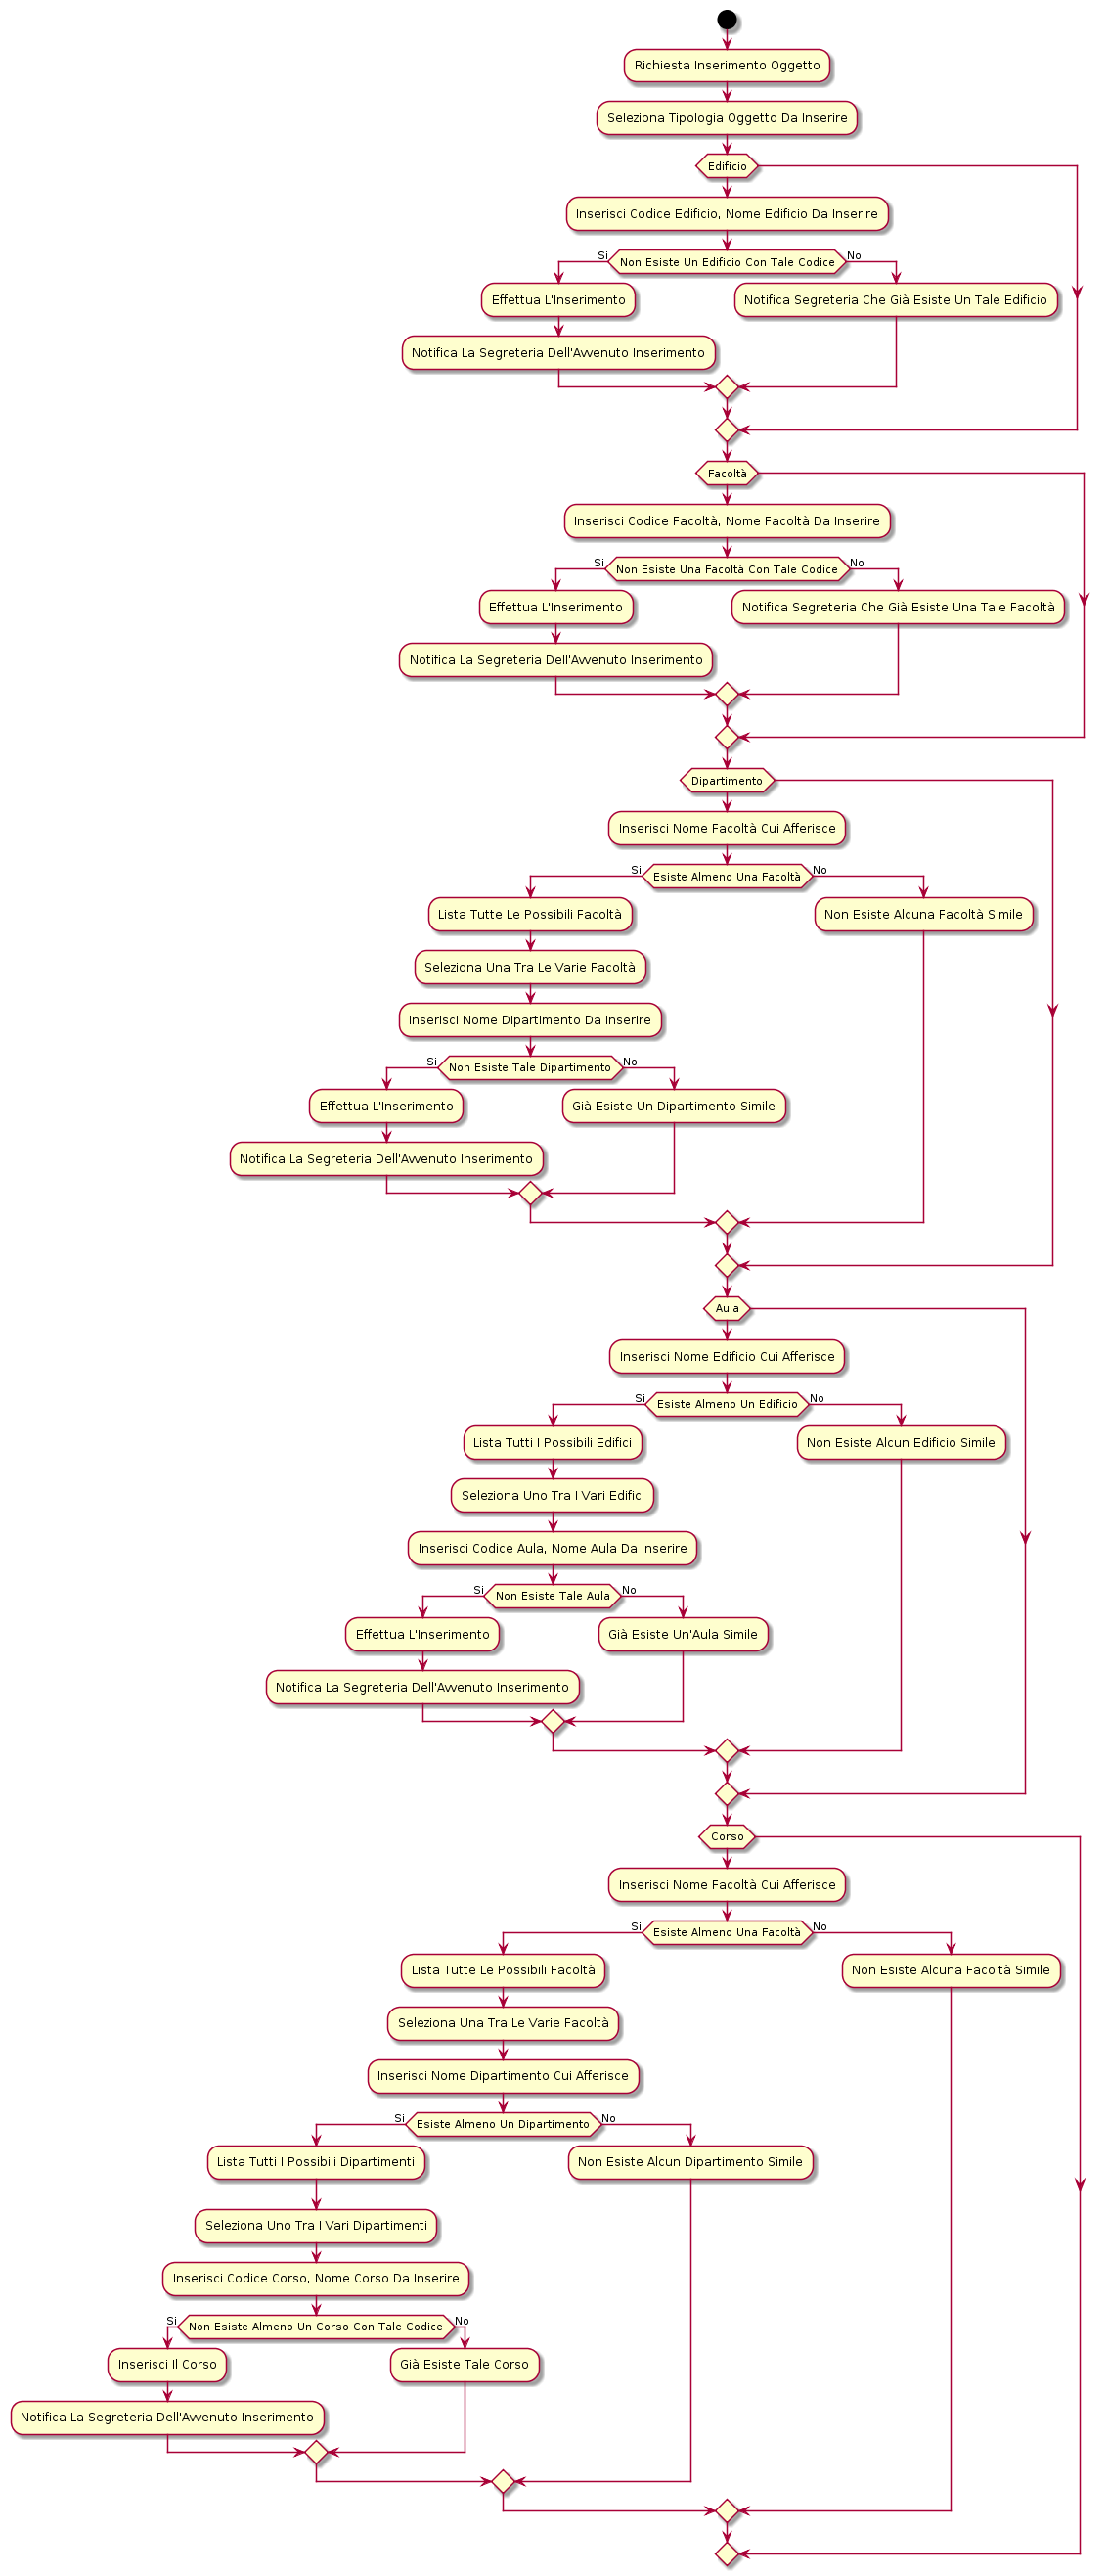 Richiesta Inserimento Oggetto
Seleziona Tipologia Oggetto Da Inserire
Edificio
Inserisci Codice Edificio, Nome Edificio Da Inserire
Si
Non Esiste Un Edificio Con Tale Codice
No
Effettua L'Inserimento
Notifica Segreteria Che Già Esiste Un Tale Edificio
Notifica La Segreteria Dell'Avvenuto Inserimento
Facoltà
Inserisci Codice Facoltà, Nome Facoltà Da Inserire
Si
Non Esiste Una Facoltà Con Tale Codice
No
Effettua L'Inserimento
Notifica Segreteria Che Già Esiste Una Tale Facoltà
Notifica La Segreteria Dell'Avvenuto Inserimento
Dipartimento
Inserisci Nome Facoltà Cui Afferisce
Si
Esiste Almeno Una Facoltà
No
Lista Tutte Le Possibili Facoltà
Non Esiste Alcuna Facoltà Simile
Seleziona Una Tra Le Varie Facoltà
Inserisci Nome Dipartimento Da Inserire
Si
Non Esiste Tale Dipartimento
No
Effettua L'Inserimento
Già Esiste Un Dipartimento Simile
Notifica La Segreteria Dell'Avvenuto Inserimento
Aula
Inserisci Nome Edificio Cui Afferisce
Si
Esiste Almeno Un Edificio
No
Lista Tutti I Possibili Edifici
Non Esiste Alcun Edificio Simile
Seleziona Uno Tra I Vari Edifici
Inserisci Codice Aula, Nome Aula Da Inserire
Si
Non Esiste Tale Aula
No
Effettua L'Inserimento
Già Esiste Un'Aula Simile
Notifica La Segreteria Dell'Avvenuto Inserimento
Corso
Inserisci Nome Facoltà Cui Afferisce
Si
Esiste Almeno Una Facoltà
No
Lista Tutte Le Possibili Facoltà
Non Esiste Alcuna Facoltà Simile
Seleziona Una Tra Le Varie Facoltà
Inserisci Nome Dipartimento Cui Afferisce
Si
Esiste Almeno Un Dipartimento
No
Lista Tutti I Possibili Dipartimenti
Non Esiste Alcun Dipartimento Simile
Seleziona Uno Tra I Vari Dipartimenti
Inserisci Codice Corso, Nome Corso Da Inserire
Si
Non Esiste Almeno Un Corso Con Tale Codice
No
Inserisci Il Corso
Già Esiste Tale Corso
Notifica La Segreteria Dell'Avvenuto Inserimento